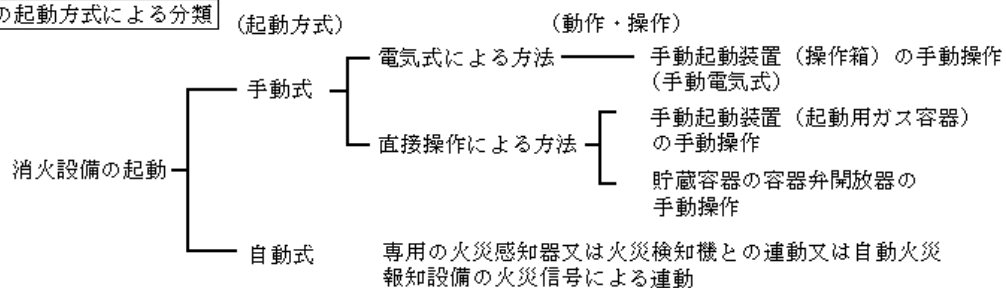 の起動方式による分類
(起動方式)
(動作・操作)
電気式による方法
手動起動装置(操作箱)の手動操作
(手動電気式)
手動式
手動起動装置(起動用ガス容器)
の手動操作
直接操作による方法
消火設備の起動
貯蔵容器の容器弁開放器の
手動操作
自動式
専用の火災感知器又は火災検知機との連動又は自動火災
報知設備の火災信号による連動